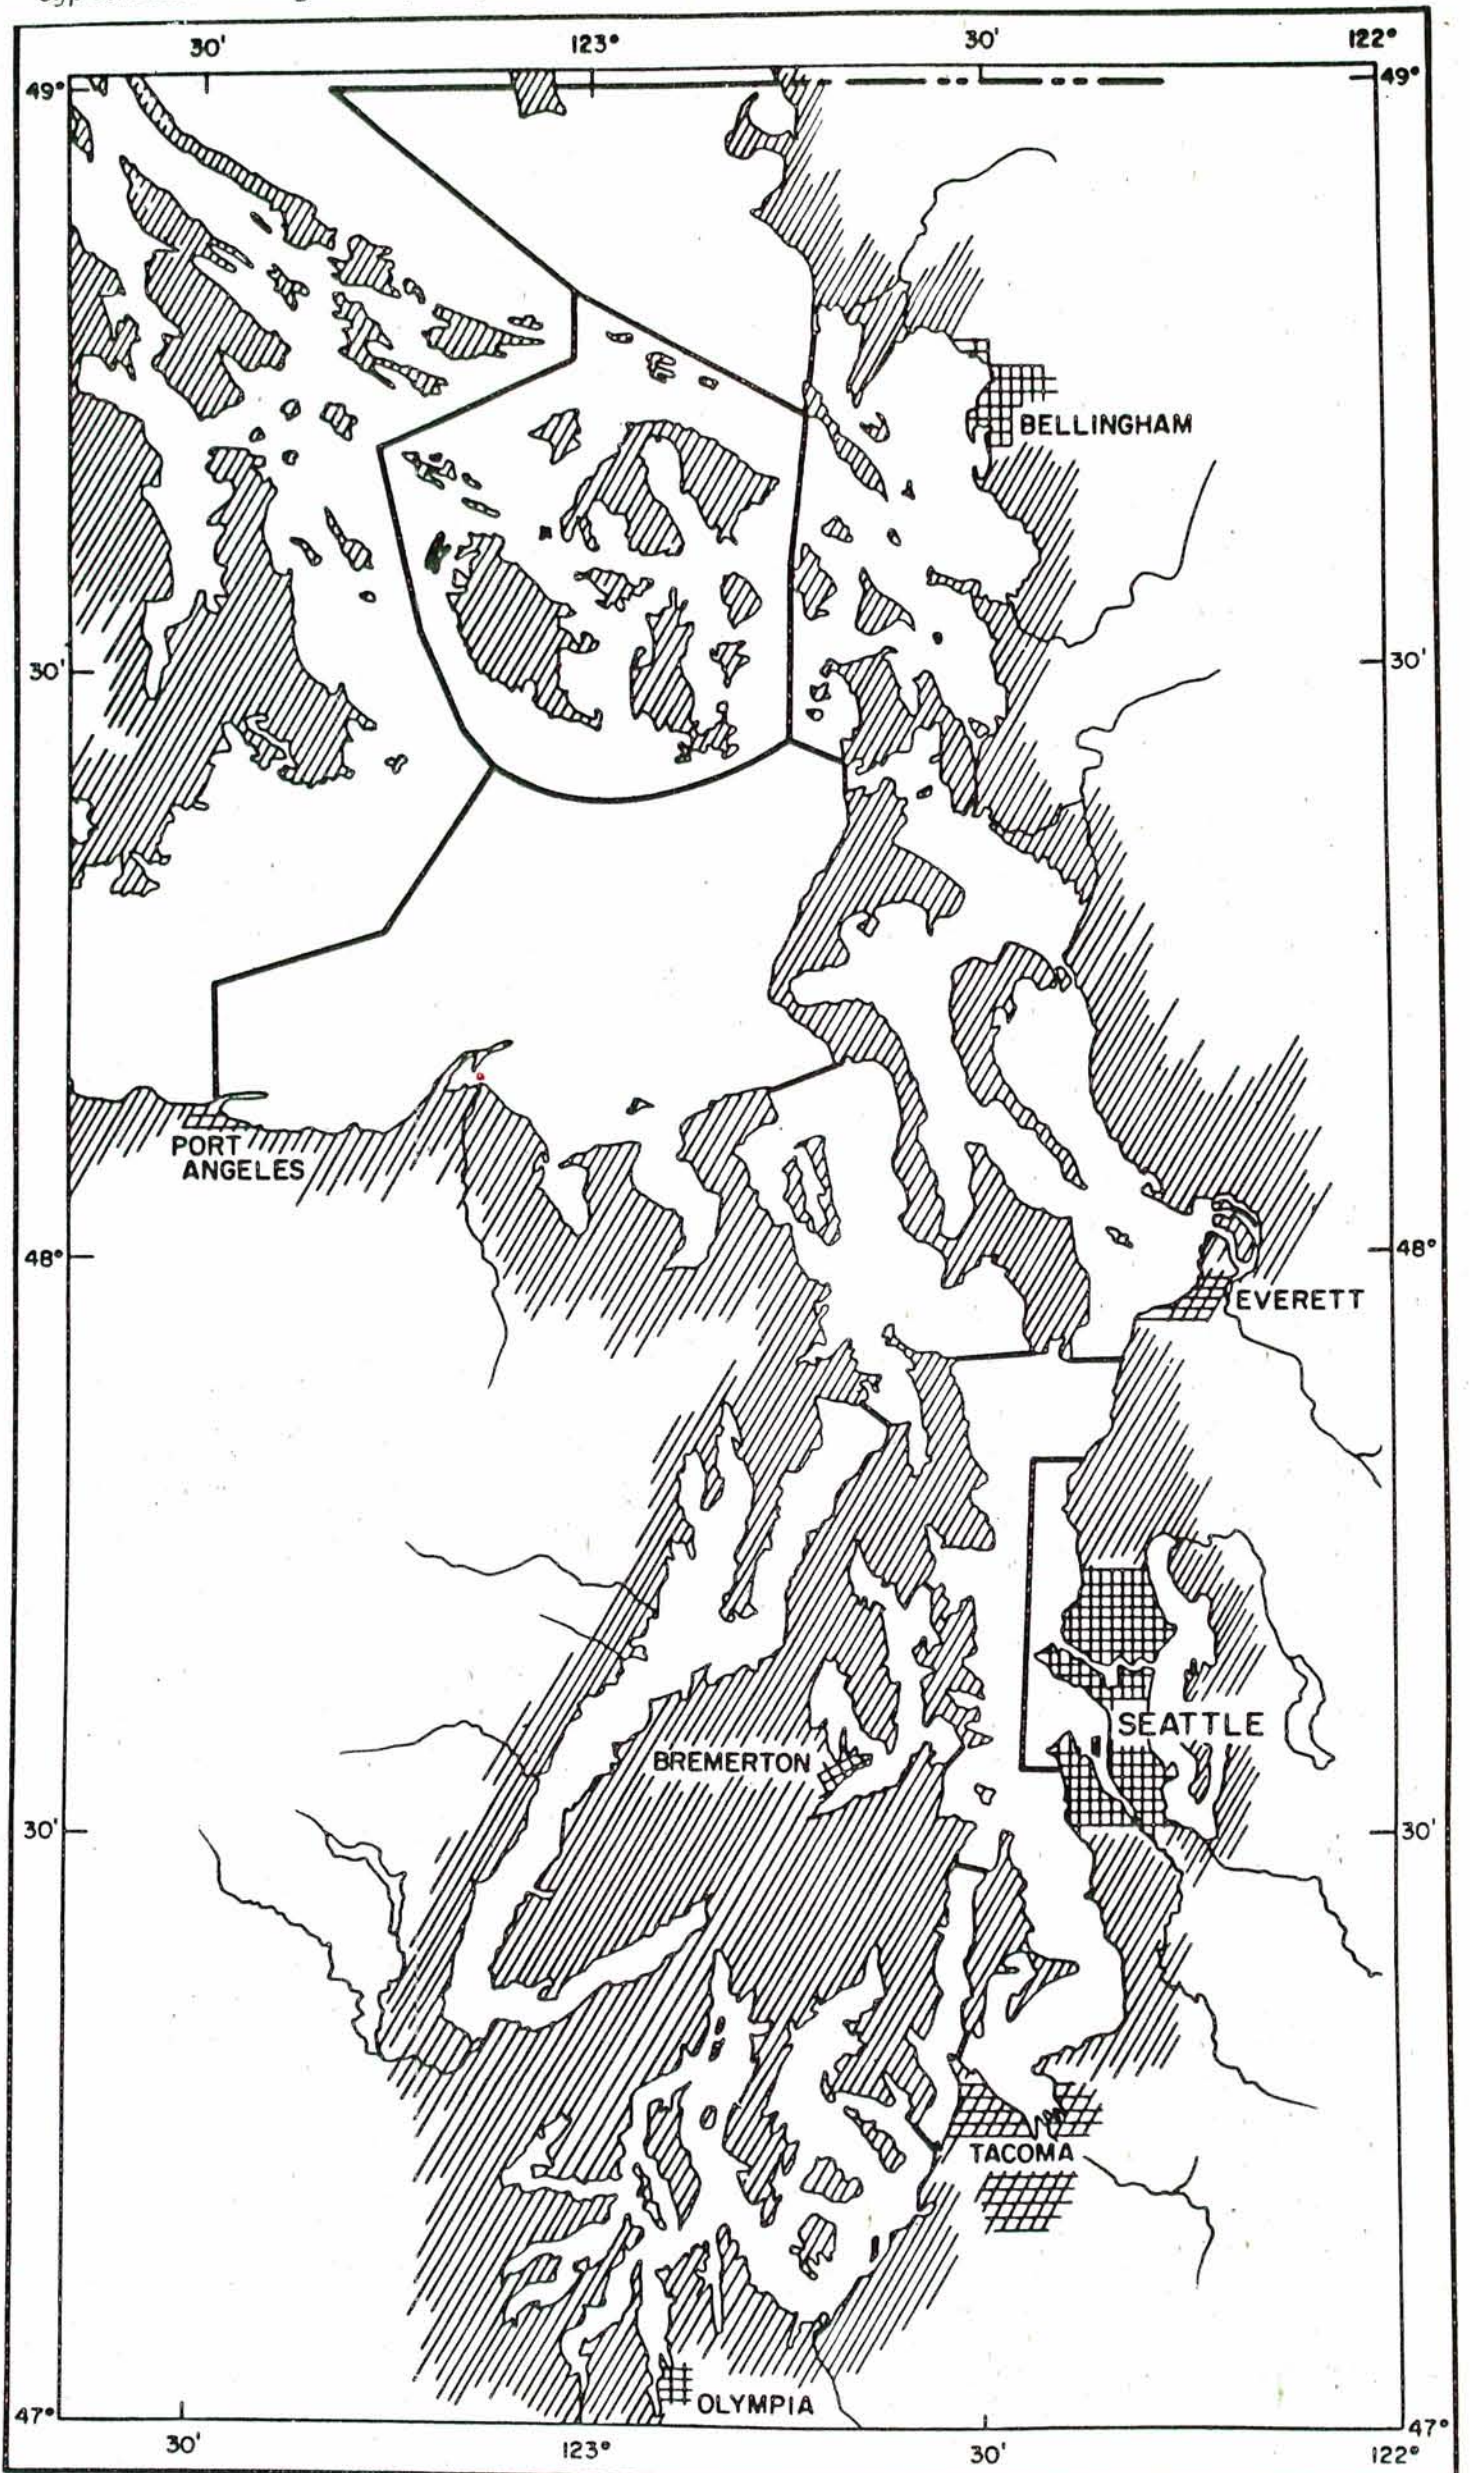 30' 123° 30' 122°
49° 49°
BELLINGHAM
30' 30'
PORT
ANGELES
48° 48°
EVERETT
SEATTLE
BREMERTON
30' 30'
TACOMA
OLYMPIA
47° 47°
30' 123° 30' 122°